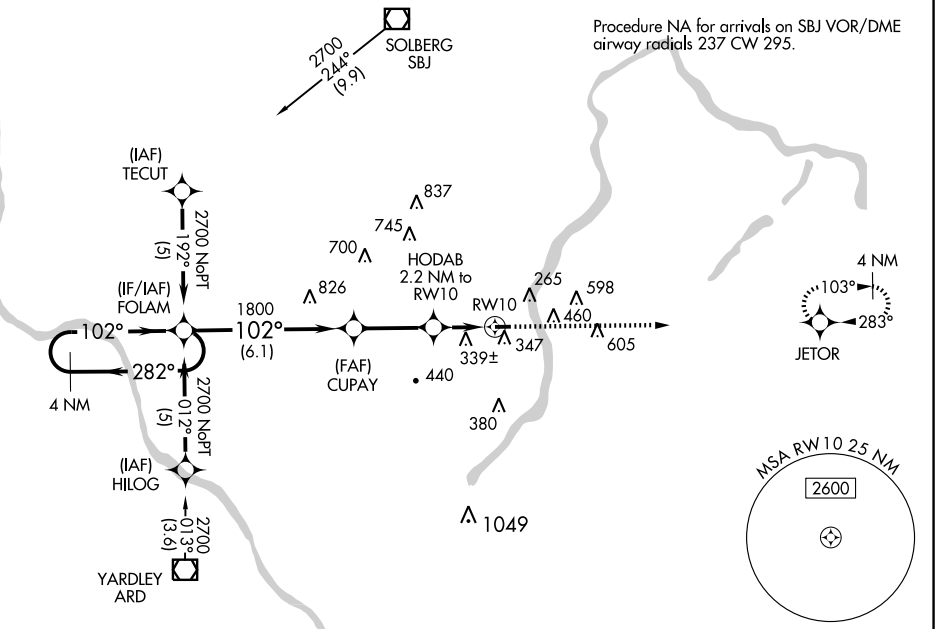 Procedure NA for arrivals on SBJ VOR/DME
airway radials 237 CW 295.
SOLBERG
SBJ
2700
244°
(9.9)
(IAF)
TECUT
2700 NoPT
192°
(5)
837
745
700
826
HODAB
2.2 NM to
RW10
(IF/IAF)
FOLAM
102°
1800
102°
(6.1)
RW10
265
598
460
347
605
339±
4 NM
103°
283°
JETOR
282°
4 NM
(FAF)
CUPAY
440
380
2700 NoPT
012°
(5)
(IAF)
HILOG
2700
013°
(3.6)
YARDLEY
ARD
1049
MSA RW10 25 NM
2600